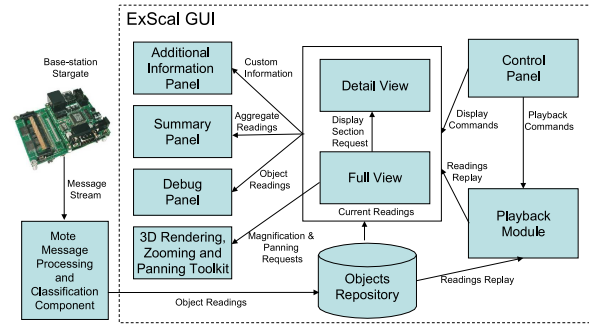 ExScal GUI
Base-station
Stargate
Additional
Information
Panel
Custom
Information
Detail View
Control
Panel
Summary
Panel
Aggregate
Readings
Display
Section
Request
Display
Commands
Playback
Commands
Message
Stream
Debug
Panel
Object
Readings
Full View
Readings
Replay
Current Readings
Playback
Module
Mote
Message
Processing
and
Classification
Component
3D Rendering,
Zooming and
Panning Toolkit
Magnification &
Panning
Requests
Objects
Repository
Readings Replay
Object Readings